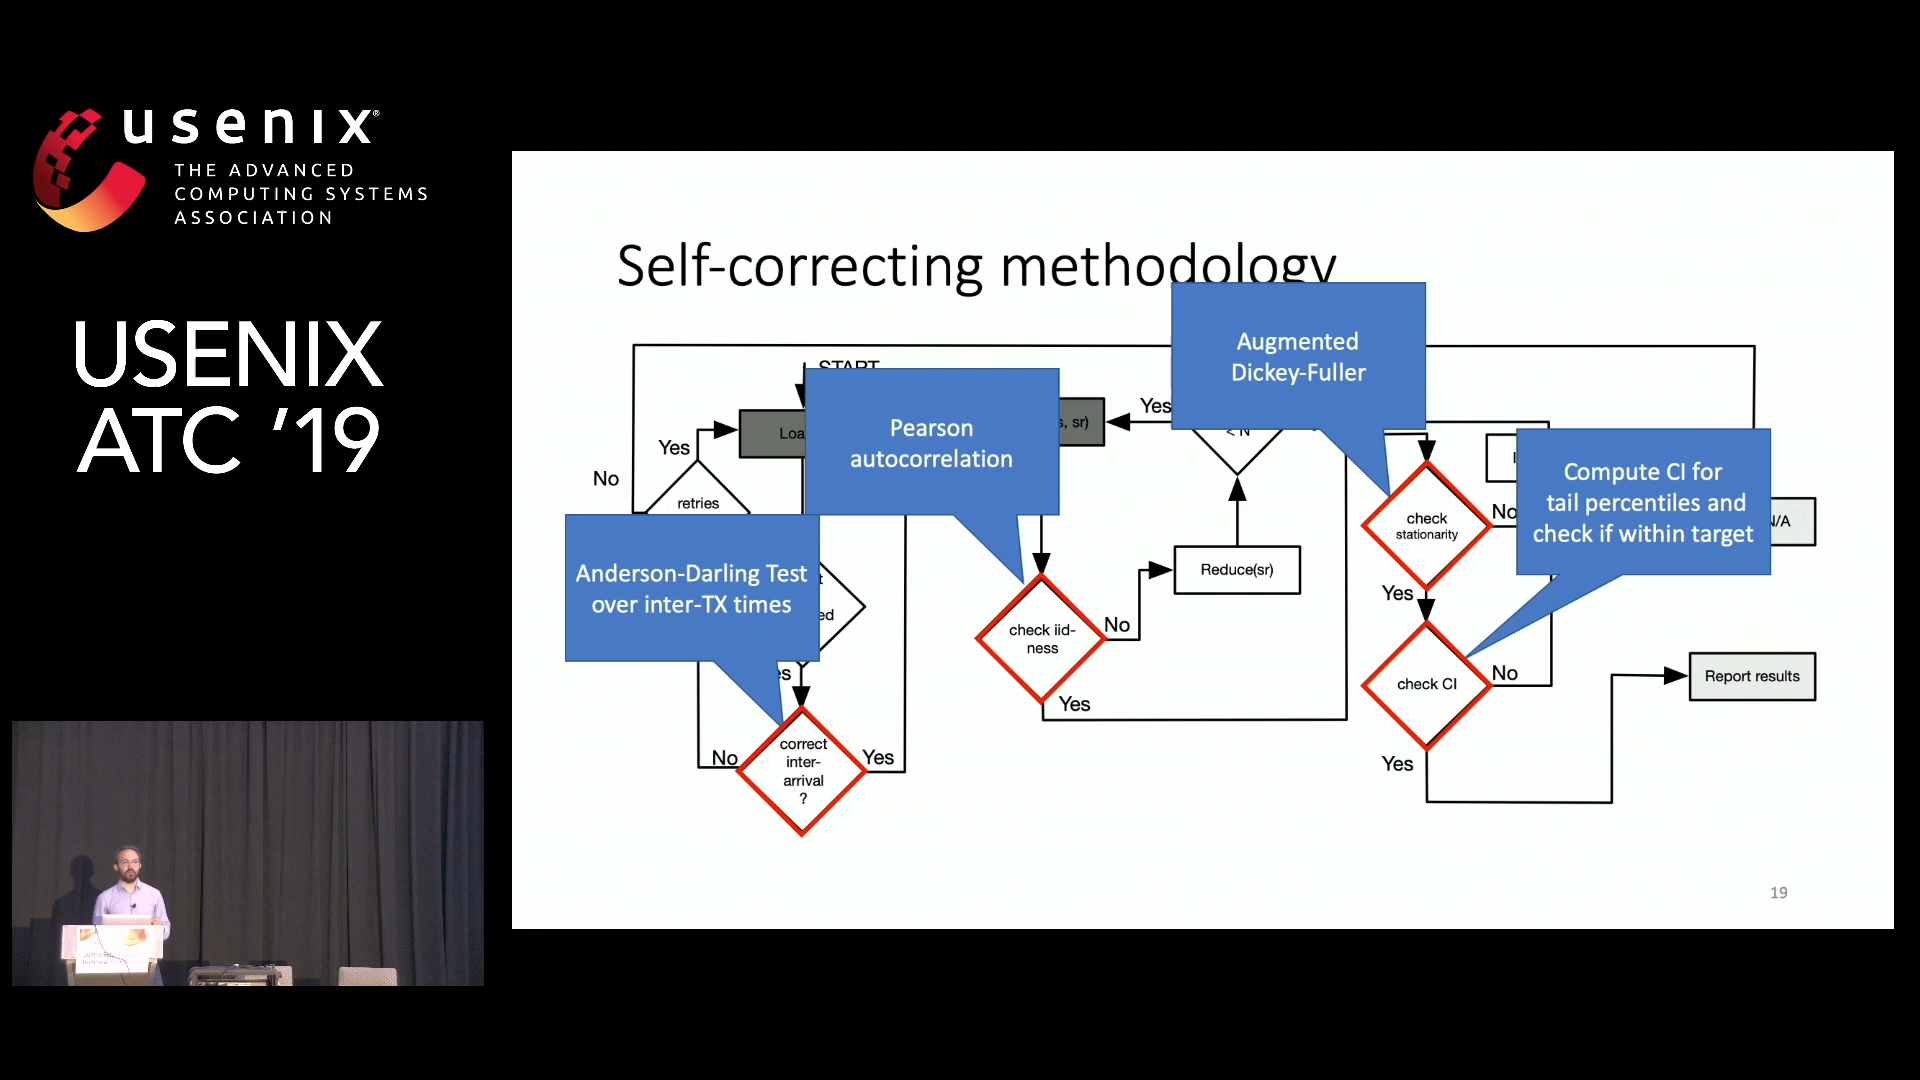 usenix®
THE ADVANCED
COMPUTING SYSTEMS
ASSOCIATION
USENIX
ATC ’19
Self-correcting methodology
START
Augmented
Dickey-Fuller
Pearson
autocorrelation
Yes
s, sr)
Yes
< N
No
retries
Compute CI for
tail percentiles and
check if within target
N/A
check
stationarity
No
Anderson-Darling Test
over inter-TX times
Reduce(sr)
Yes
check iid-
ness
No
Yes
check CI
No
Report results
Yes
correct
inter-
arrival
?
No
Yes
Yes
19